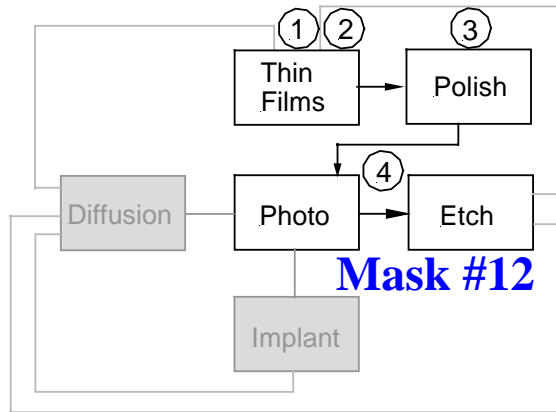 1 2 3
Thin
Films
Polish
4
Diffusion
Photo
Etch
Mask #12
Implant